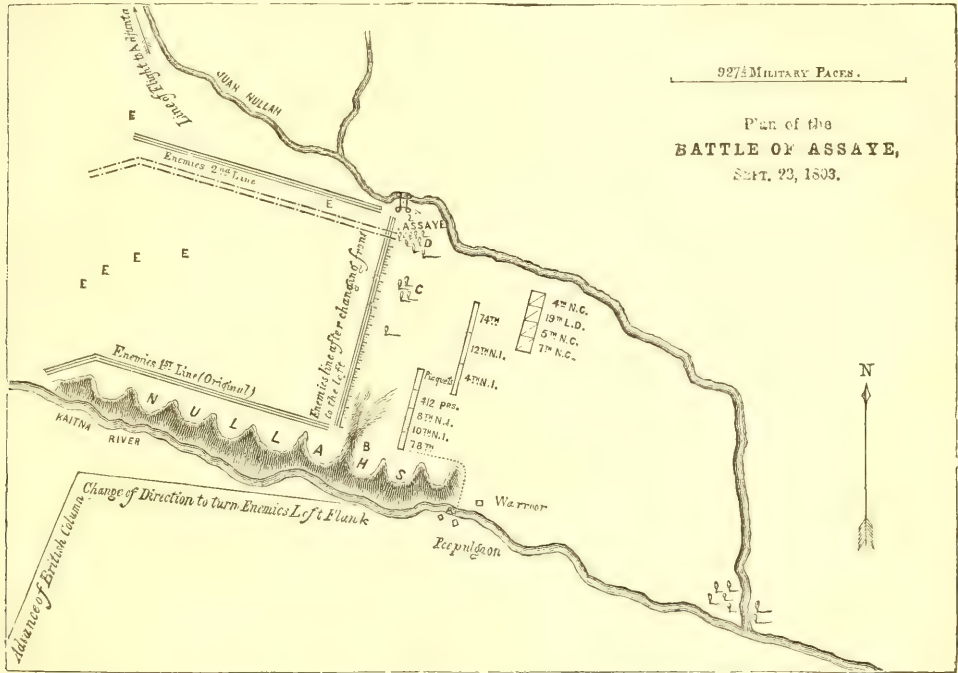 927½ MILITARY PACES.
Plan of the
BATTLE OF ASSAYE,
SEPT. 23, 1803.
Line of Flight to Adjunta
JUAH NULLAH
E
Enemies 2nd Line
E
ASSAYE
D
E
E
E
E
C
Enemies line after changing front
to the left
74TH
12TH N.I.
4TH N.I.
4TH N.C.
19TH L.D.
5TH N.C.
7TH N.C.
Picquets
412 prs.
8TH N.I.
10TH N.I.
78TH
Enemies 1st Line (Original)
NULLAHS
B
KAITNA
RIVER
A
Change of Direction to turn Enemies Left Flank
Advance of British Column
Warroor
Peepulgaon
N